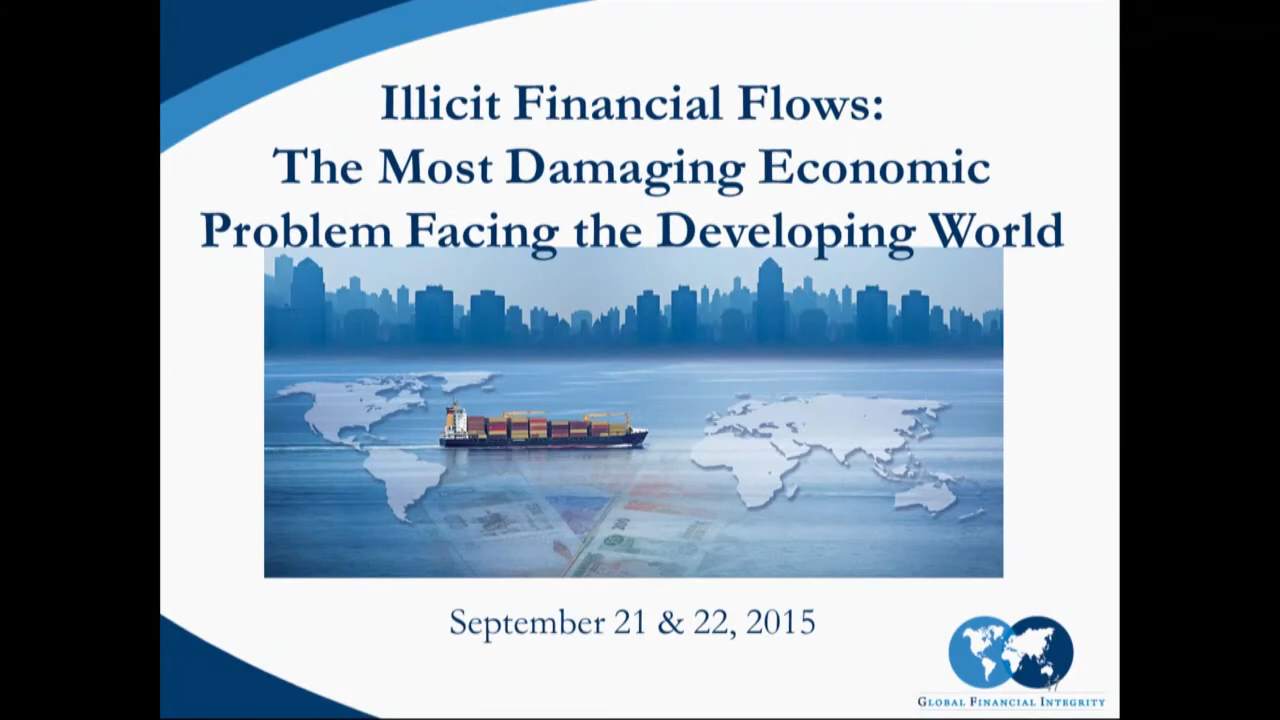 Illicit Financial Flows:
The Most Damaging Economic
Problem Facing the Developing World
September 21 & 22, 2015
GLOBAL FINANCIAL INTEGRITY